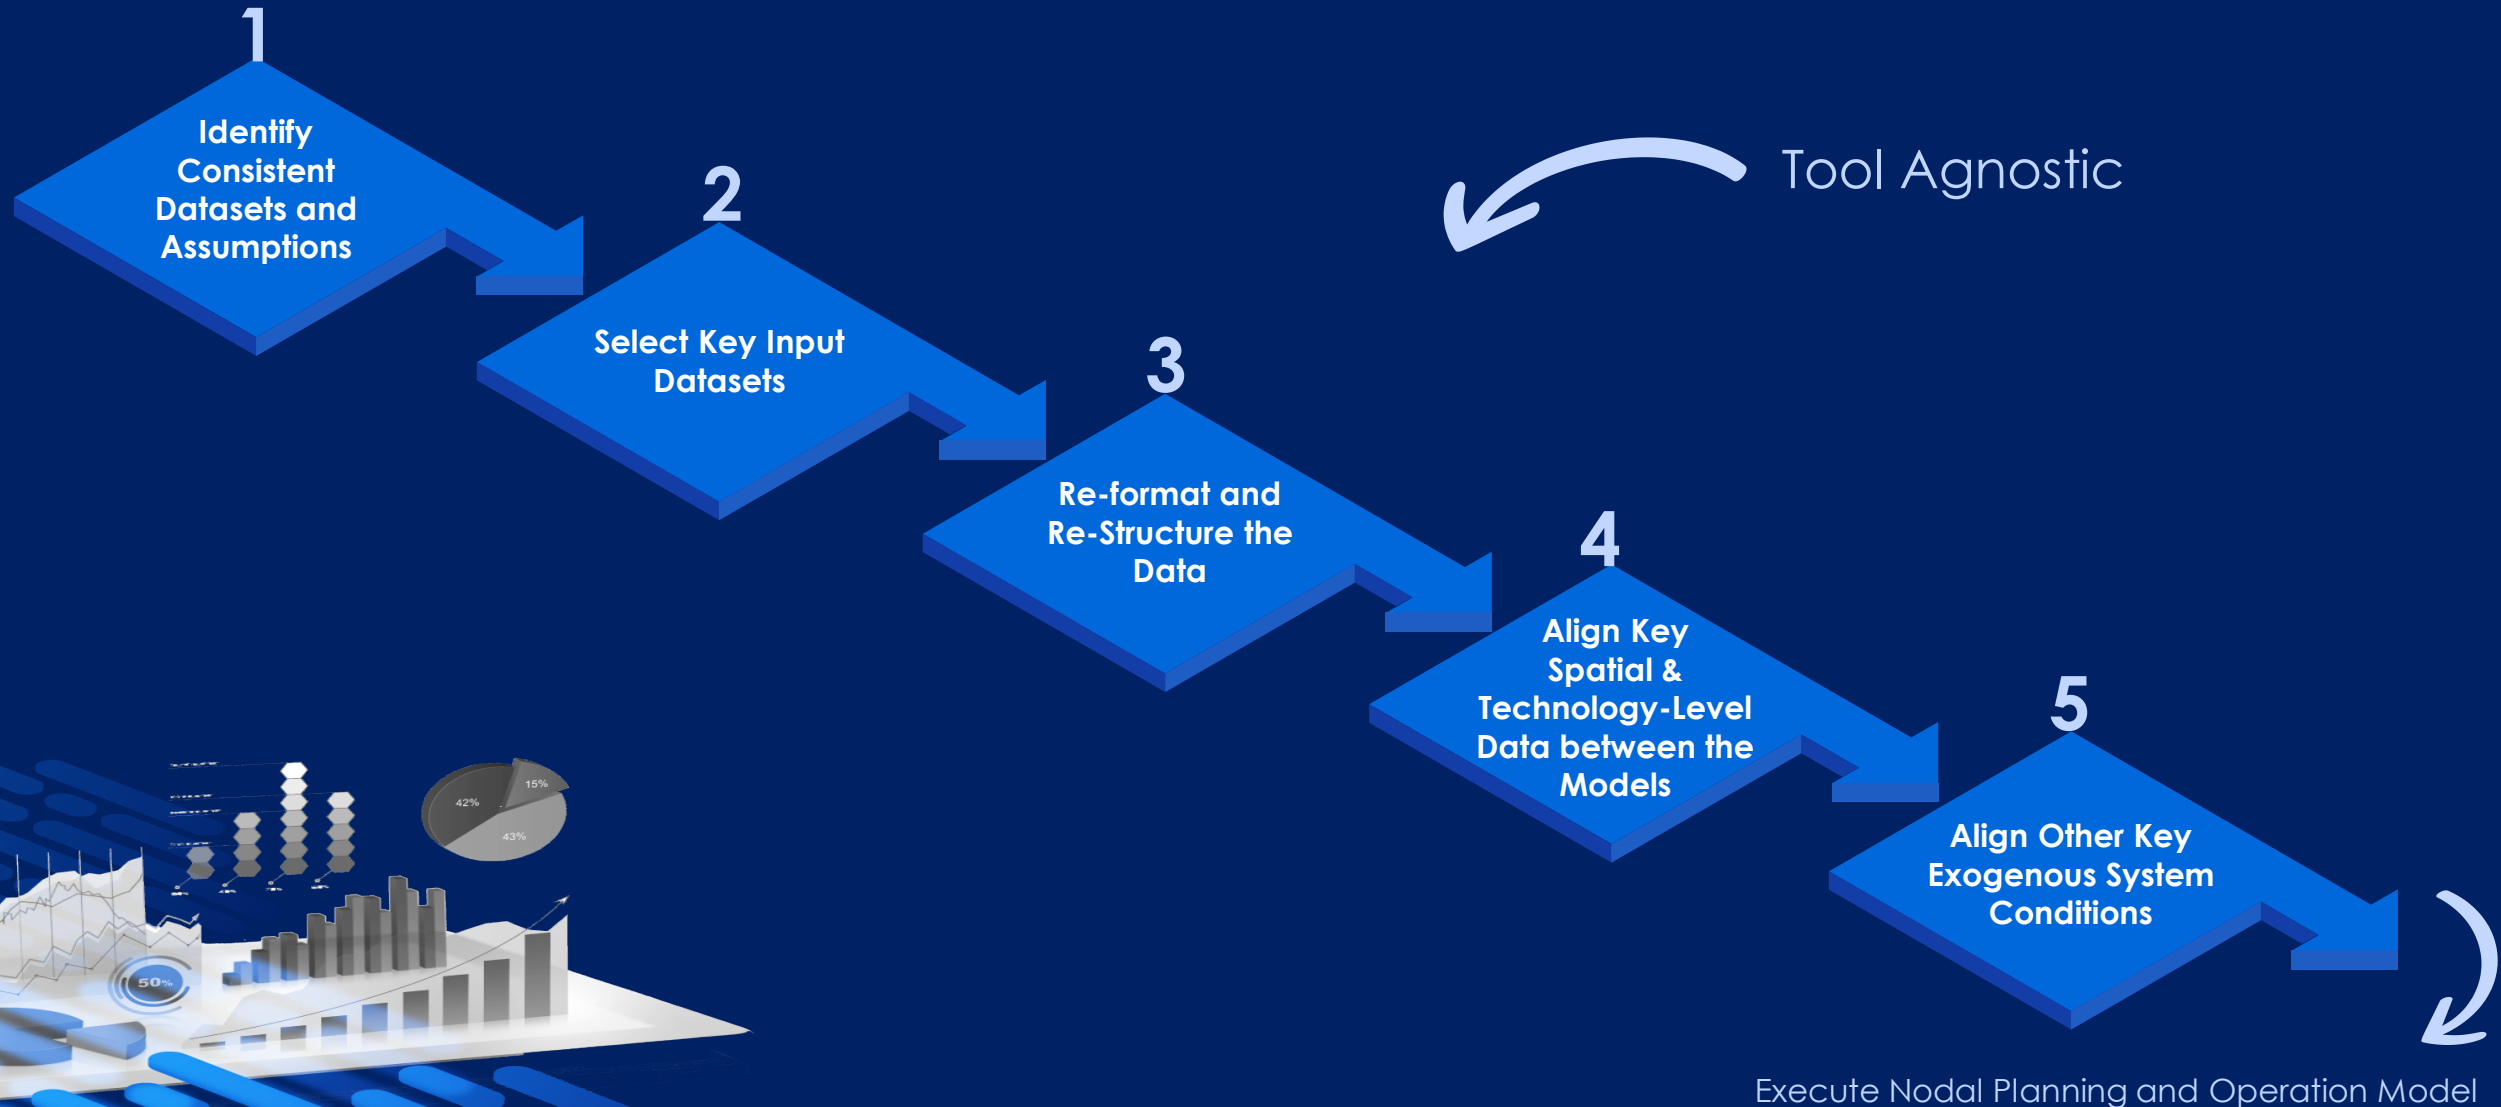 1
Identify
Consistent
Datasets and
Assumptions
2
Select Key Input
Datasets
Tool Agnostic
3
Re-format and
Re-Structure the
Data
4
Align Key
Spatial &
Technology-Level
Data between the
Models
5
Align Other Key
Exogenous System
Conditions
15%
42%
43%
50%
Execute Nodal Planning and Operation Model